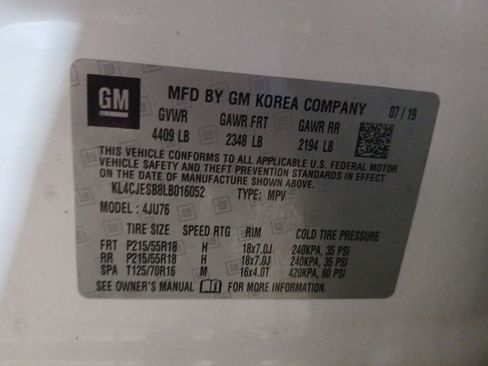 GM
MFD BY GM KOREA COMPANY 07/19
GVWR GAWR FRT GAWR RR
4409 LB 2348 LB 2194 LB
THIS VEHICLE CONFORMS TO ALL APPLICABLE U.S. FEDERAL MOTOR
VEHICLE SAFETY AND THEFT PREVENTION STANDARDS IN EFFECT
ON THE DATE OF MANUFACTURE SHOWN ABOVE.
KL4CJESB8LB016052 TYPE: MPV
MODEL: 4JU76
TIRE SIZE SPEED RTG RIM COLD TIRE PRESSURE
FRT P215/55R18 H 18x7.0J 240KPA, 35 PSI
RR P215/55R18 H 18x7.0J 240KPA, 35 PSI
SPA T125/70R16 M 16x4.0T 420KPA, 60 PSI
SEE OWNER'S MANUAL FOR MORE INFORMATION